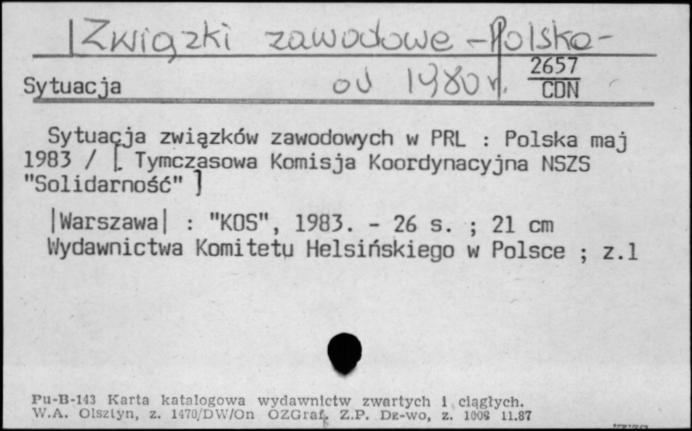 |Związki zawodowe - Polska -
od 1980 r.
2657
CDN
Sytuacja
Sytuacja związków zawodowych w PRL : Polska maj
1983 / [ Tymczasowa Komisja Koordynacyjna NSZS
"Solidarność" ]
|Warszawa| : "KOS", 1983. - 26 s. ; 21 cm
Wydawnictwa Komitetu Helsińskiego w Polsce ; z.1
Pu-B-143 Karta katalogowa wydawnictw zwartych i ciągłych.
W.A. Olsztyn, z. 1470/DW/On OZGraf. Z.P. Dz-wo, z. 1008 11.87